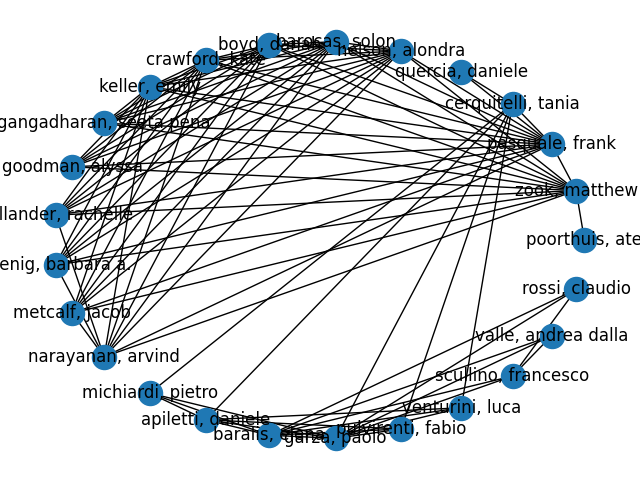 boyd, danah
barocas, solon
nelson, alondra
crawford, kate
quercia, daniele
keller, emily
cerquitelli, tania
gangadharan, seeta pena
pasquale, frank
goodman, alyssa
zook, matthew
llander, rachelle
poorthuis, ate
enig, barbara a.
rossi, claudio
metcalf, jacob
valle, andrea dalla
narayanan, arvind
scullino, francesco
michiardi, pietro
venturini, luca
apiletti, daniele
pulvirenti, fabio
baralis, elena
garza, paolo